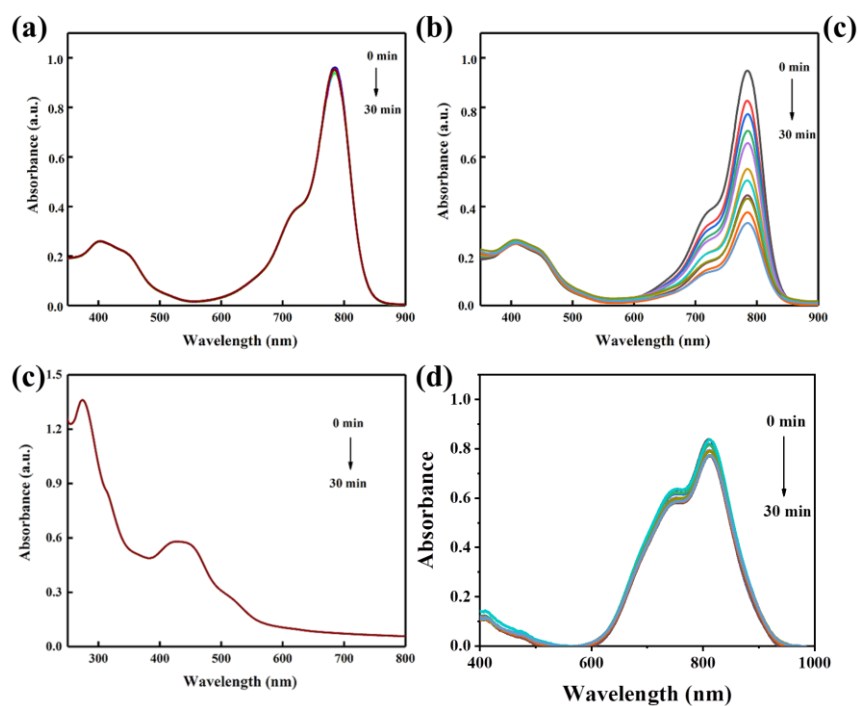 (a)
1.0
0.8
0.6
0.4
0.2
0.0
Absorbance (a.u.)
0 min
30 min
400 500 600 700 800 900
Wavelength (nm)
(b)
1.0
0.8
0.6
0.4
0.2
0.0
Absorbance (a.u.)
0 min
30 min
400 500 600 700 800 900
Wavelength (nm)
(c)
(c)
1.5
1.2
0.9
0.6
0.3
0.0
Absorbance (a.u.)
0 min
30 min
300 400 500 600 700 800
Wavelength (nm)
(d)
1.0
0.8
0.6
0.4
0.2
0.0
Absorbance
0 min
30 min
400 600 800 1000
Wavelength (nm)